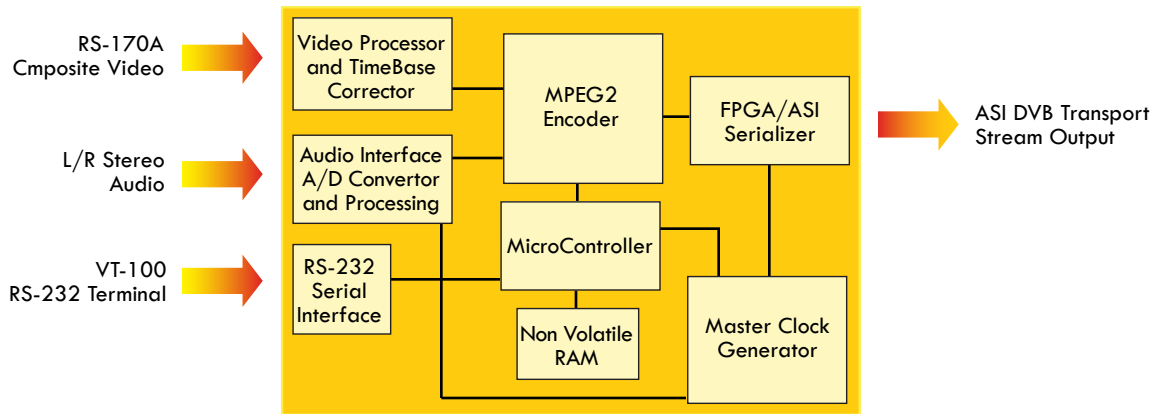 RS-170A
Cmposite Video
L/R Stereo
Audio
VT-100
RS-232 Terminal
Video Processor
and TimeBase
Corrector
Audio Interface
A/D Convertor
and Processing
RS-232
Serial
Interface
MPEG2
Encoder
MicroController
Non Volatile
RAM
FPGA/ASI
Serializer
Master Clock
Generator
ASI DVB Transport
Stream Output